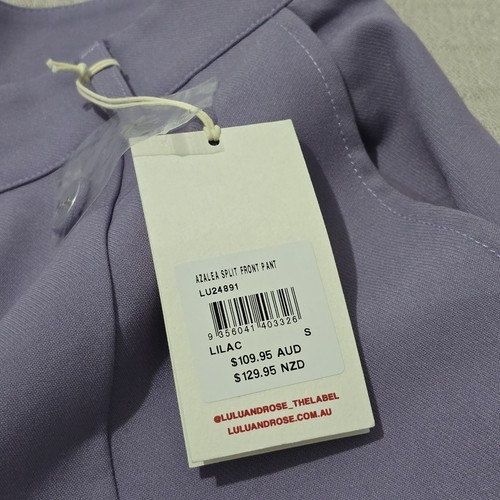 AZALEA SPLIT FRONT PANT
LU24891
9 356041 403326
LILAC S
$109.95 AUD
$129.95 NZD
@LULUANDROSE_THELABEL
LULUANDROSE.COM.AU